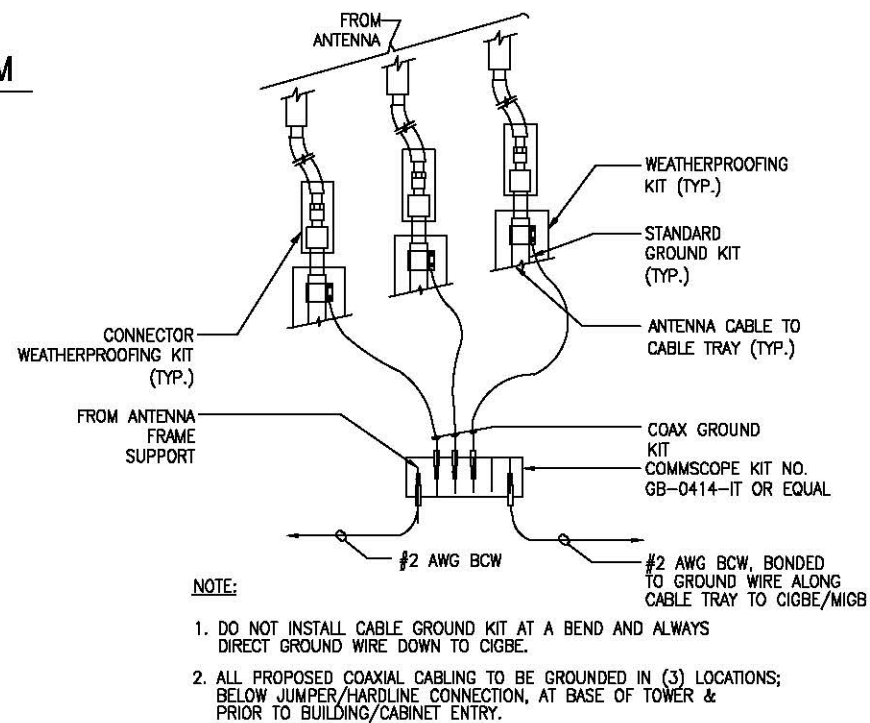 M
FROM
ANTENNA
WEATHERPROOFING
KIT (TYP.)
STANDARD
GROUND KIT
(TYP.)
ANTENNA CABLE TO
CABLE TRAY (TYP.)
CONNECTOR
WEATHERPROOFING KIT
(TYP.)
FROM ANTENNA
FRAME
SUPPORT
COAX GROUND
KIT
COMMSCOPE KIT NO.
GB-0414-IT OR EQUAL
#2 AWG BCW
#2 AWG BCW, BONDED
TO GROUND WIRE ALONG
CABLE TRAY TO CIGBE/MIGB
NOTE:
1. DO NOT INSTALL CABLE GROUND KIT AT A BEND AND ALWAYS
DIRECT GROUND WIRE DOWN TO CIGBE.
2. ALL PROPOSED COAXIAL CABLING TO BE GROUNDED IN (3) LOCATIONS;
BELOW JUMPER/HARDLINE CONNECTION, AT BASE OF TOWER &
PRIOR TO BUILDING/CABINET ENTRY.